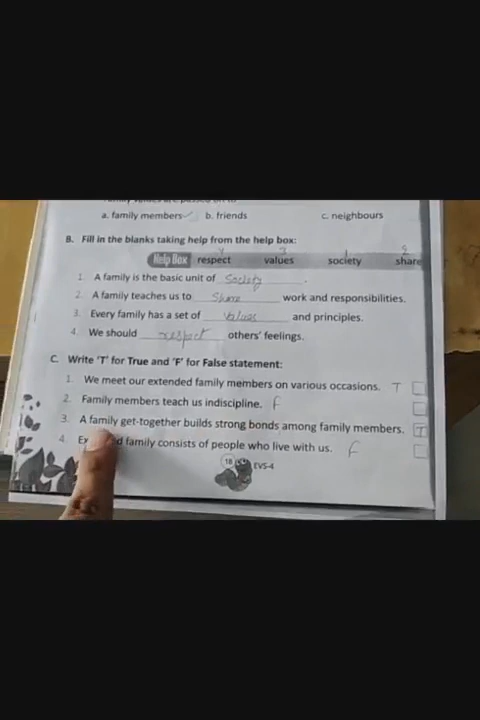 a. family members ✓ b. friends c. neighbours
B. Fill in the blanks taking help from the help box:
4 3 1 2
Help Box respect values society share
1. A family is the basic unit of society.
2. A family teaches us to share work and responsibilities.
3. Every family has a set of values and principles.
4. We should respect others' feelings.
C. Write 'T' for True and 'F' for False statement:
1. We meet our extended family members on various occasions. T
2. Family members teach us indiscipline. F
3. A family get-together builds strong bonds among family members. T
4. family consists of people who live with us. F
18 EVS-4